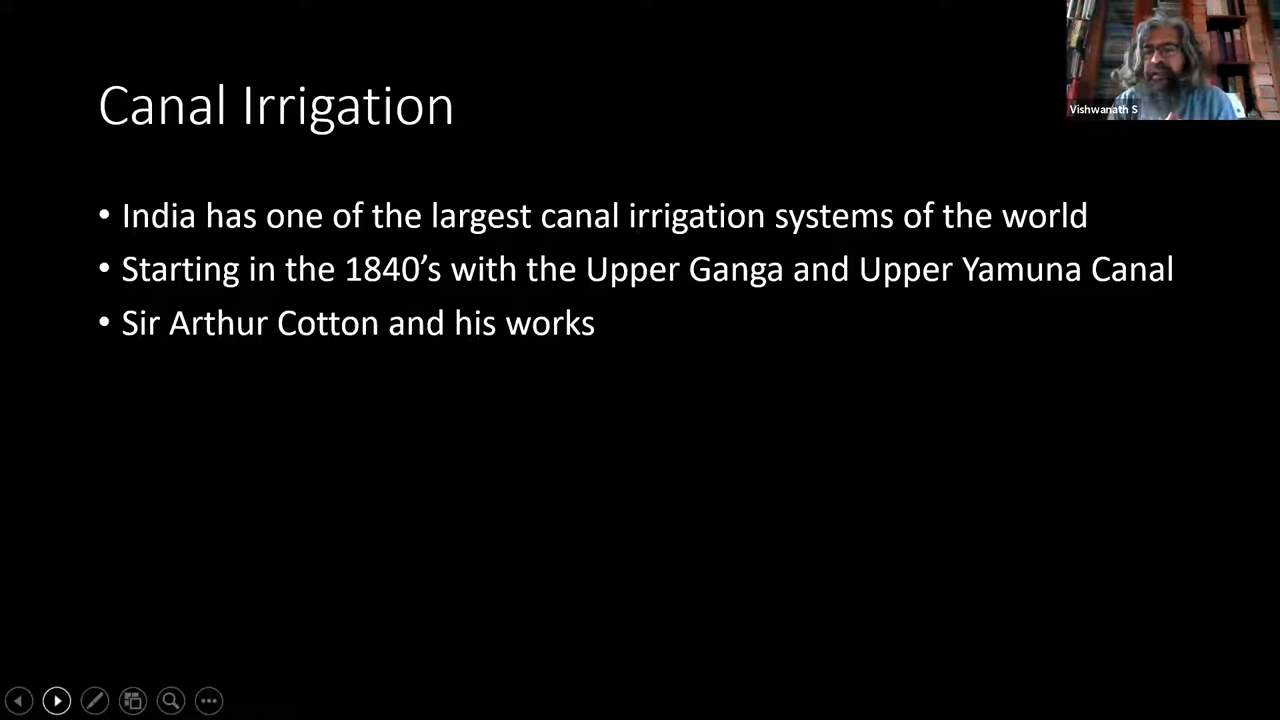 Canal Irrigation
Vishwanath S
• India has one of the largest canal irrigation systems of the world
• Starting in the 1840’s with the Upper Ganga and Upper Yamuna Canal
• Sir Arthur Cotton and his works